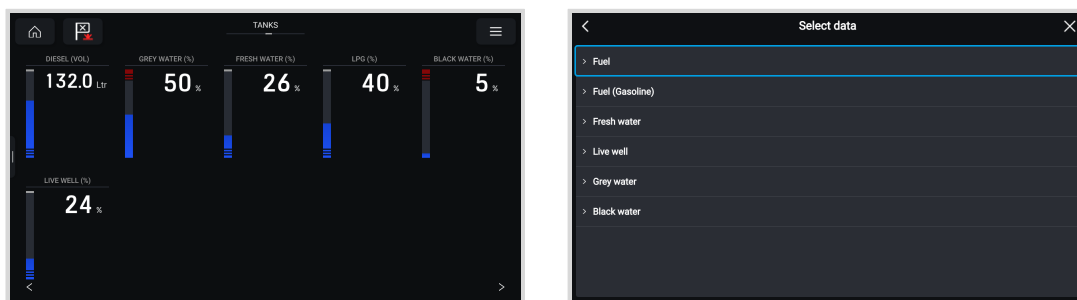 TANKS
DIESEL (VOL)
132.0 Ltr
GREY WATER (%)
50 %
FRESH WATER (%)
26 %
LPG (%)
40 %
BLACK WATER (%)
5 %
LIVE WELL (%)
24 %
Select data
Fuel
Fuel (Gasoline)
Fresh water
Live well
Grey water
Black water